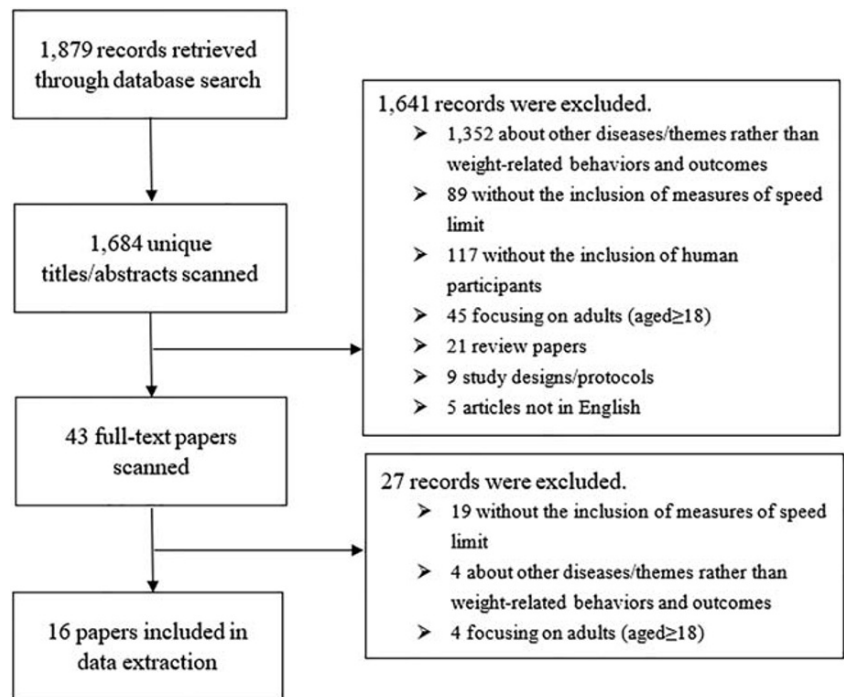 1,879 records retrieved
through database search
1,641 records were excluded.
➢ 1,352 about other diseases/themes rather than
weight-related behaviors and outcomes
➢ 89 without the inclusion of measures of speed
limit
➢ 117 without the inclusion of human
participants
➢ 45 focusing on adults (aged≥18)
➢ 21 review papers
➢ 9 study designs/protocols
➢ 5 articles not in English
1,684 unique
titles/abstracts scanned
43 full-text papers
scanned
27 records were excluded.
➢ 19 without the inclusion of measures of speed
limit
➢ 4 about other diseases/themes rather than
weight-related behaviors and outcomes
➢ 4 focusing on adults (aged≥18)
16 papers included in
data extraction